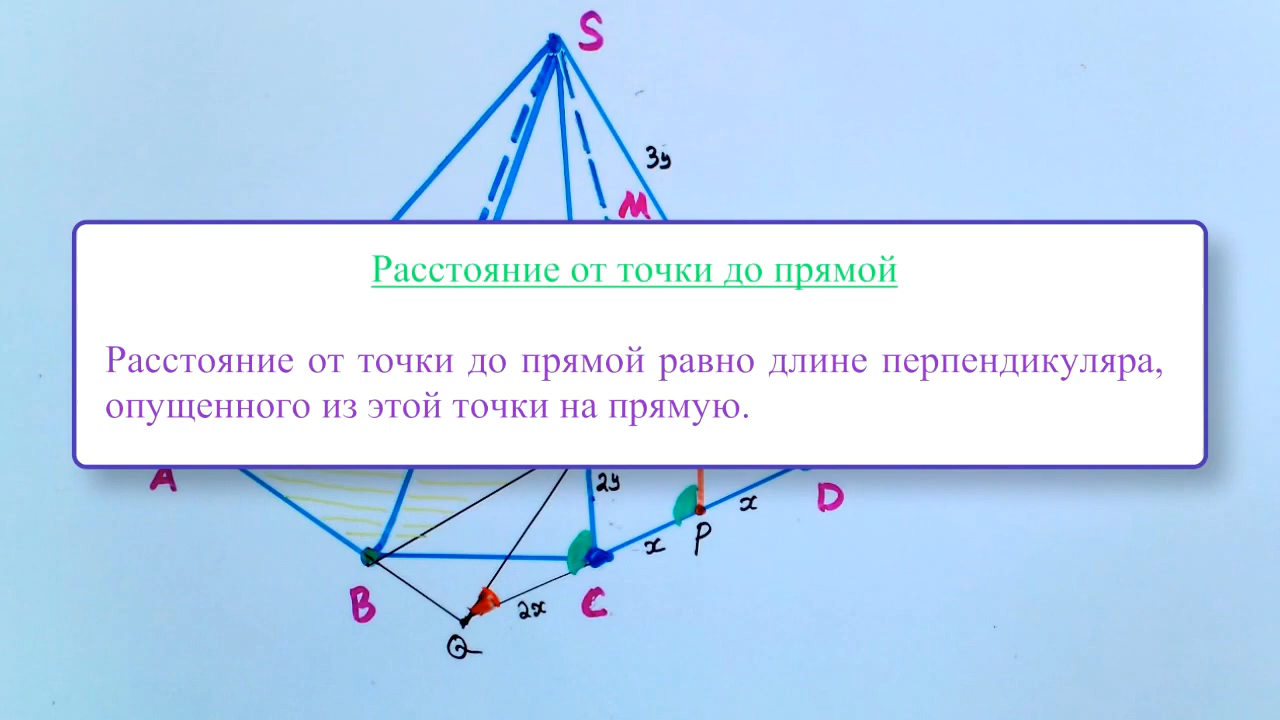 S
3y
M
Расстояние от точки до прямой
Расстояние от точки до прямой равно длине перпендикуляра,
опущенного из этой точки на прямую.
A
2y
D
x
x
P
B
2x
C
Q